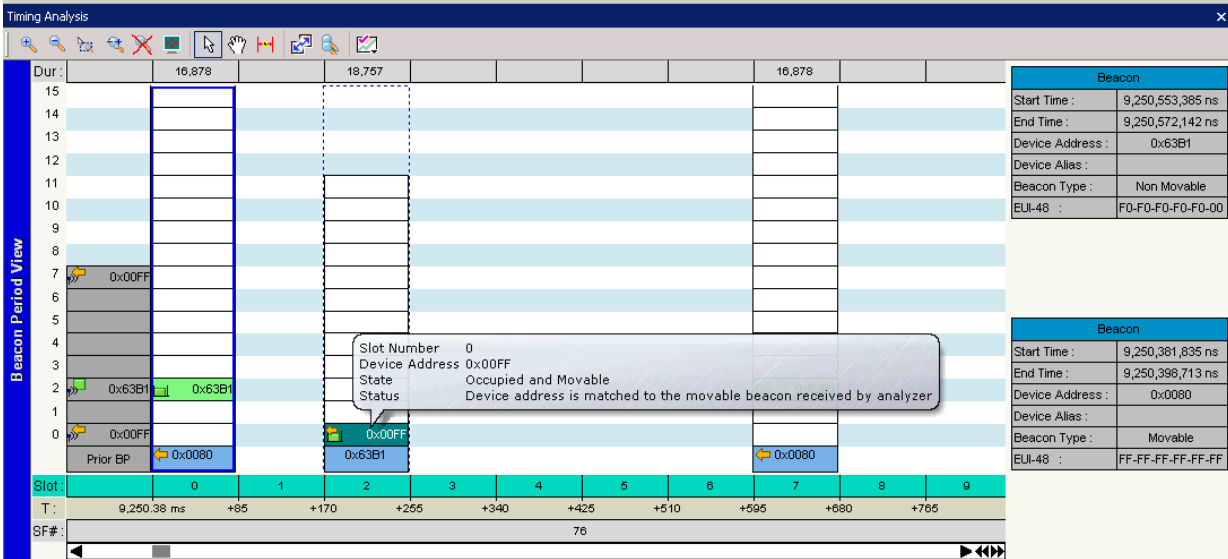 Timing Analysis
Dur : 16,878 18,757 16,878
15
14
13
12
11
10
9
8
7 0x00FF
6
5
4
3
2 0x63B1 0x63B1
1
0 0x00FF 0x00FF
Prior BP 0x0080 0x63B1 0x0080
Slot: 0 1 2 3 4 5 6 7 8 9
T : 9,250.38 ms +85 +170 +255 +340 +425 +510 +595 +680 +765
SF# : 76
Beacon Period View
Slot Number 0
Device Address 0x00FF
State Occupied and Movable
Status Device address is matched to the movable beacon received by analyzer
Beacon
Start Time : 9,250,553,385 ns
End Time : 9,250,572,142 ns
Device Address : 0x63B1
Device Alias :
Beacon Type : Non Movable
EUI-48 : F0-F0-F0-F0-F0-00
Beacon
Start Time : 9,250,381,835 ns
End Time : 9,250,398,713 ns
Device Address : 0x0080
Device Alias :
Beacon Type : Movable
EUI-48 : FF-FF-FF-FF-FF-FF